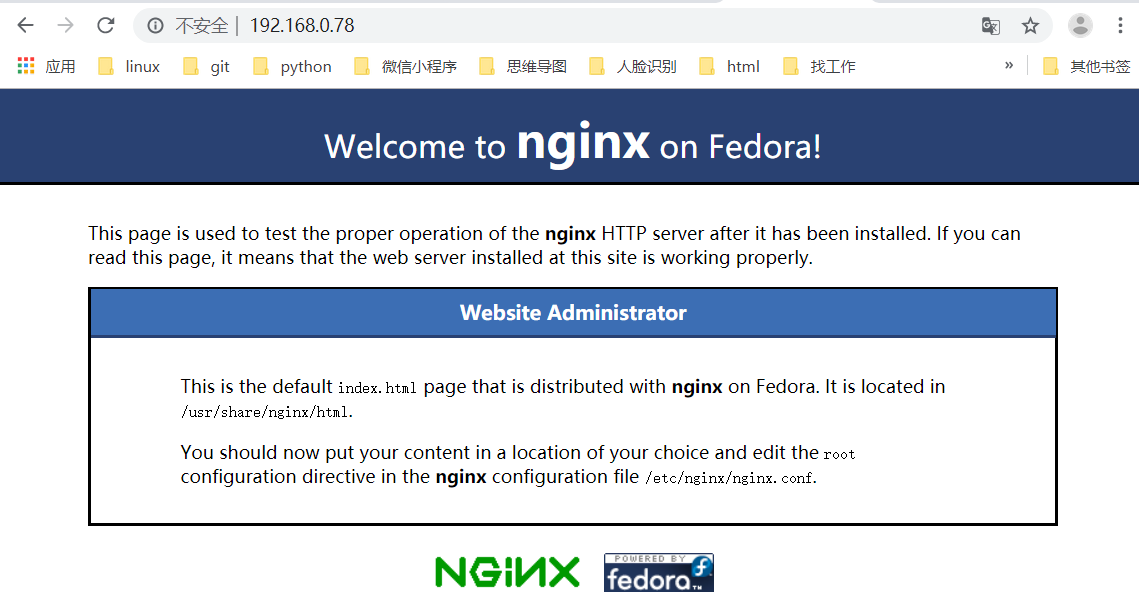 不安全 | 192.168.0.78
应用 linux git python 微信小程序 思维导图 人脸识别 html 找工作 » 其他书签
Welcome to nginx on Fedora!
This page is used to test the proper operation of the nginx HTTP server after it has been installed. If you can
read this page, it means that the web server installed at this site is working properly.
Website Administrator
This is the default index.html page that is distributed with nginx on Fedora. It is located in
/usr/share/nginx/html.
You should now put your content in a location of your choice and edit the root
configuration directive in the nginx configuration file /etc/nginx/nginx.conf.
NGINX POWERED BY
fedora™